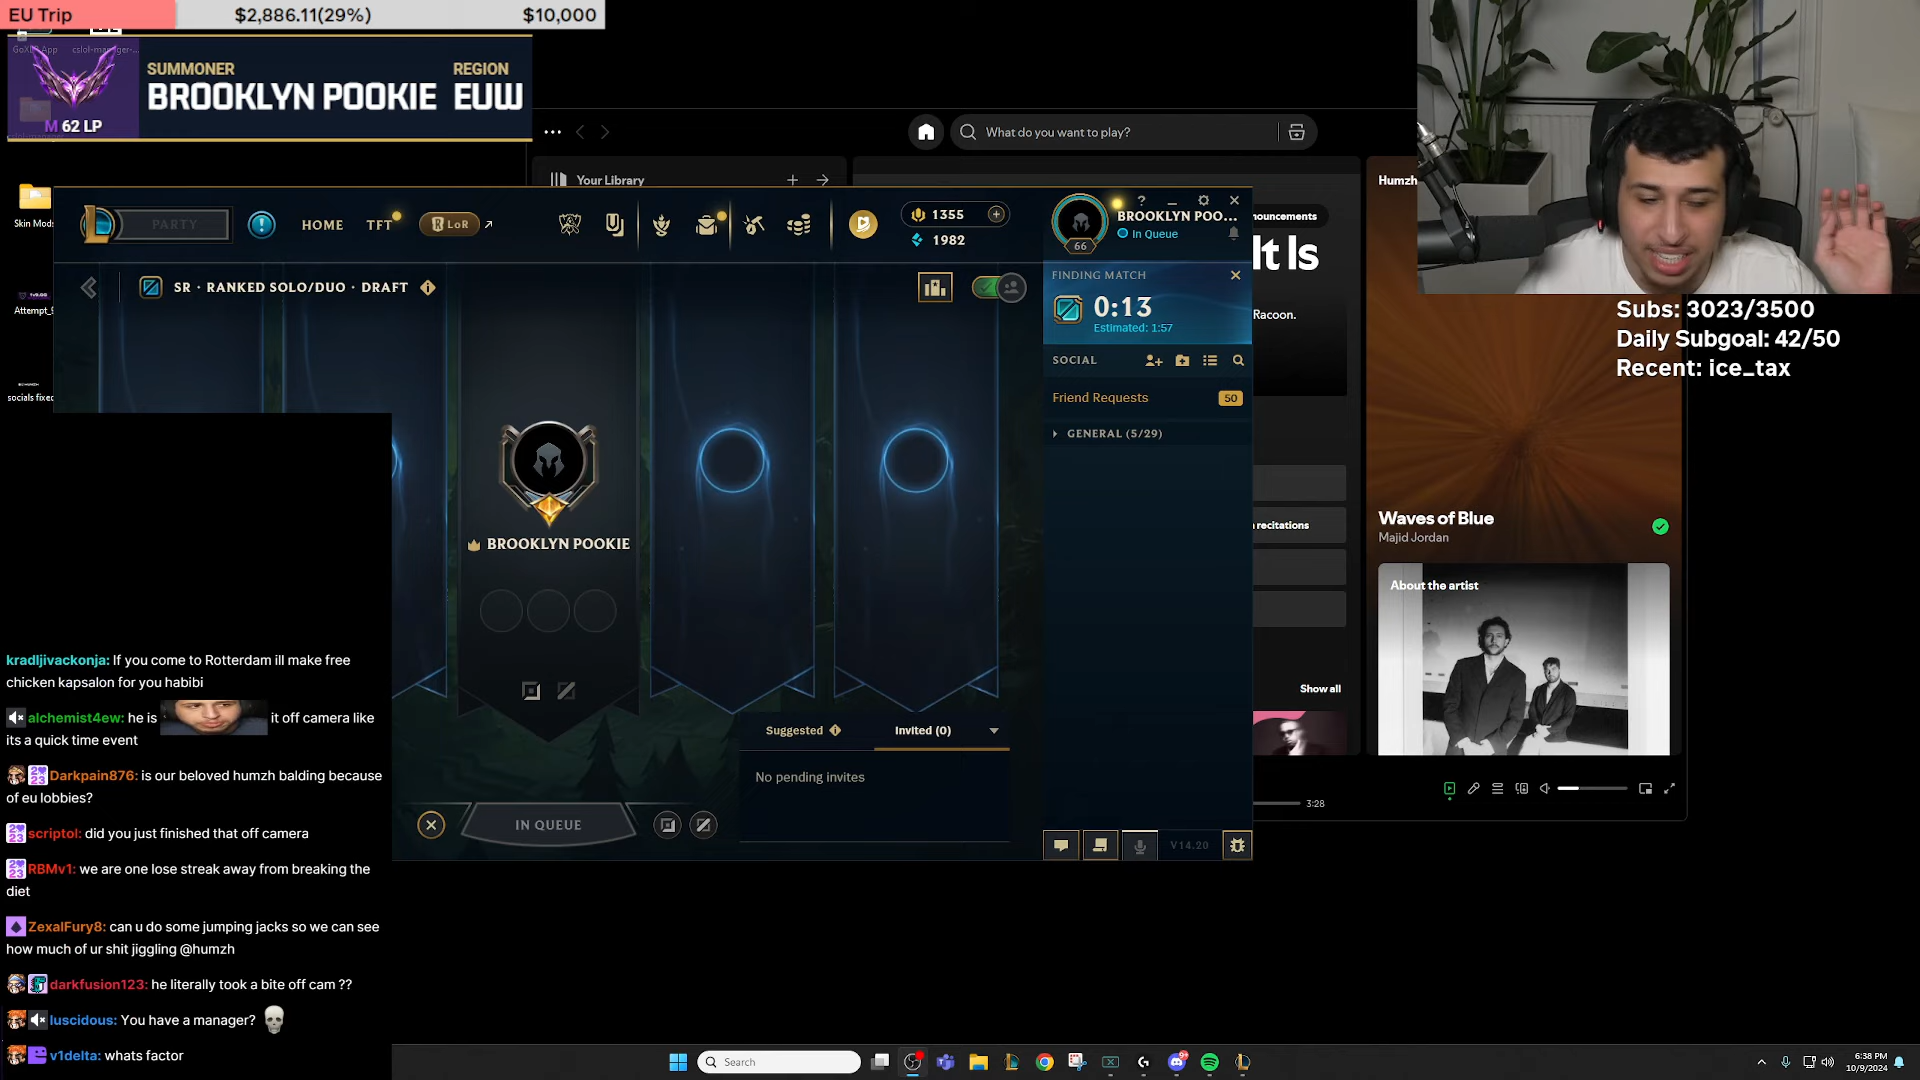 EU Trip
$2,886.11(29%)
$10,000
GoXLR App
cslol-manager-...
SUMMONER
REGION
BROOKLYN POOKIE
EUW
M 62 LP
What do you want to play?
Your Library
Humzh
Skin Mods
PARTY
HOME
TFT
LoR
1355
1982
66
BROOKLYN POO...
In Queue
nouncements
It Is
SR · RANKED SOLO/DUO · DRAFT
FINDING MATCH
0:13
Estimated: 1:57
Racoon.
Subs: 3023/3500
Daily Subgoal: 42/50
Recent: ice_tax
SOCIAL
socials fixed
Friend Requests
50
GENERAL (5/29)
recitations
Waves of Blue
Majid Jordan
BROOKLYN POOKIE
About the artist
kradljivackonja: If you come to Rotterdam ill make free
chicken kapsalon for you habibi
Show all
alchemist4ew: he is it off camera like
its a quick time event
Suggested
Invited (0)
No pending invites
Darkpain876: is our beloved humzh balding because
of eu lobbies?
3:28
IN QUEUE
V14.20
scriptol: did you just finished that off camera
RBMv1: we are one lose streak away from breaking the
diet
ZexalFury8: can u do some jumping jacks so we can see
how much of ur shit jiggling @humzh
darkfusion123: he literally took a bite off cam ??
luscidous: You have a manager?
v1delta: whats factor
Search
6:38 PM
10/9/2024